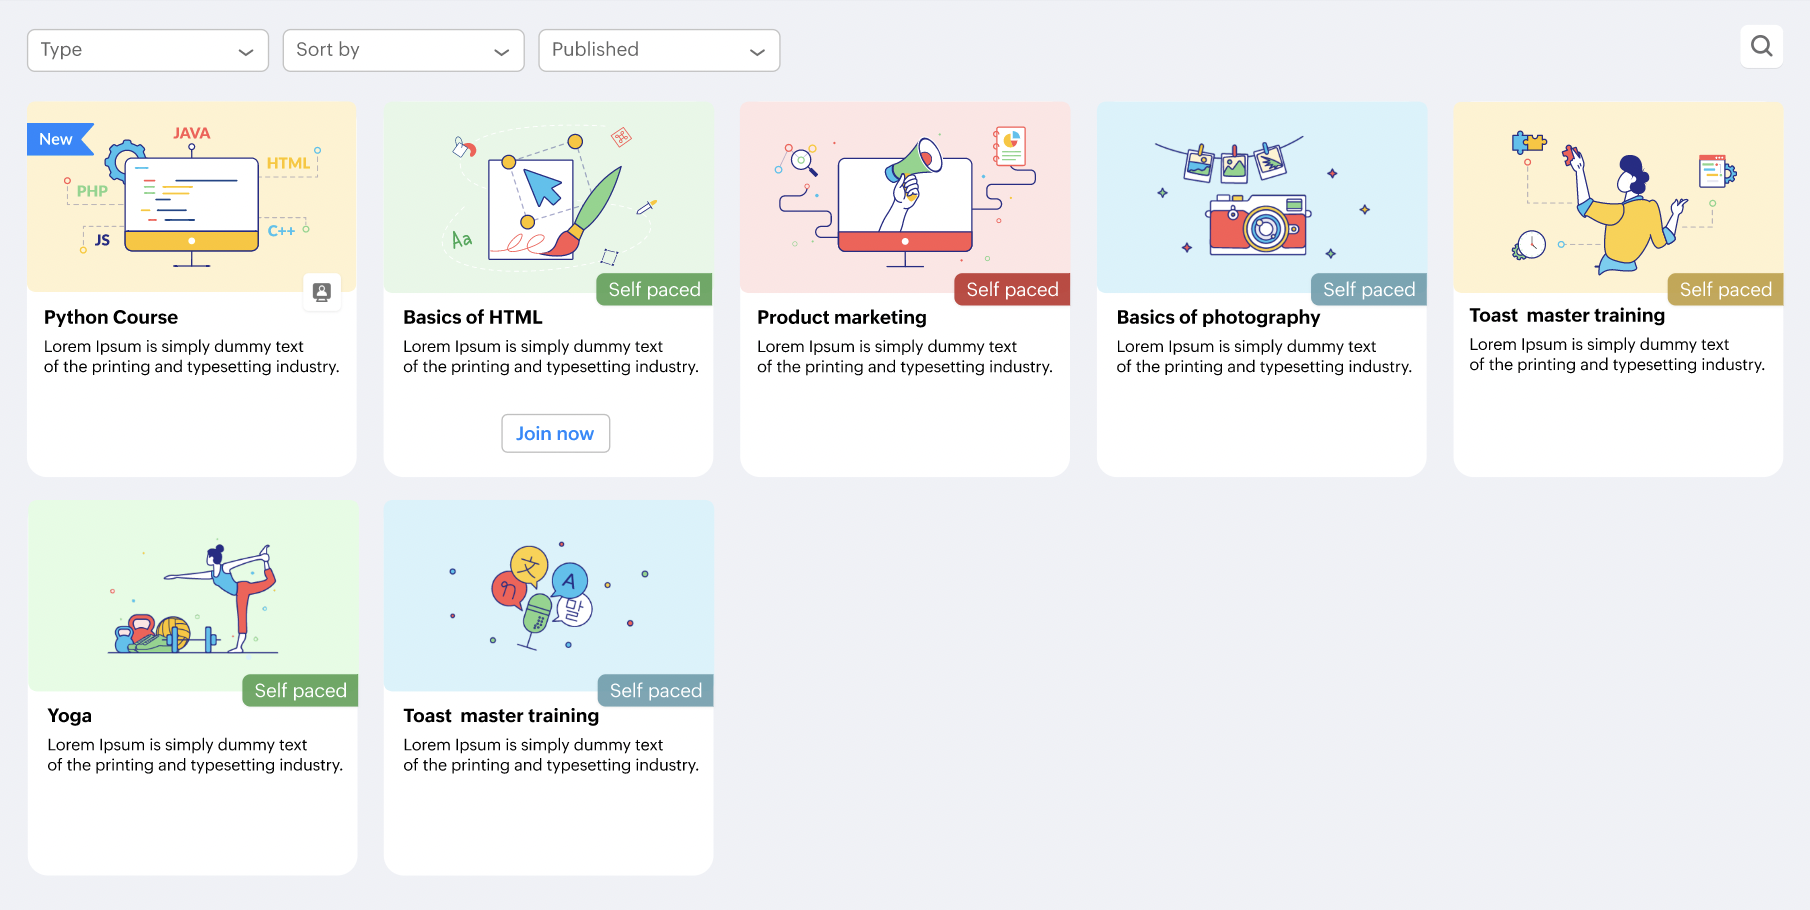 Type
Sort by
Published
New
JAVA
HTML
PHP
JS
C++
Python Course
Lorem Ipsum is simply dummy text
of the printing and typesetting industry.
Aa
Self paced
Basics of HTML
Lorem Ipsum is simply dummy text
of the printing and typesetting industry.
Join now
Self paced
Product marketing
Lorem Ipsum is simply dummy text
of the printing and typesetting industry.
Self paced
Basics of photography
Lorem Ipsum is simply dummy text
of the printing and typesetting industry.
Self paced
Toast  master training
Lorem Ipsum is simply dummy text
of the printing and typesetting industry.
Self paced
Yoga
Lorem Ipsum is simply dummy text
of the printing and typesetting industry.
文
A
말
Self paced
Toast  master training
Lorem Ipsum is simply dummy text
of the printing and typesetting industry.